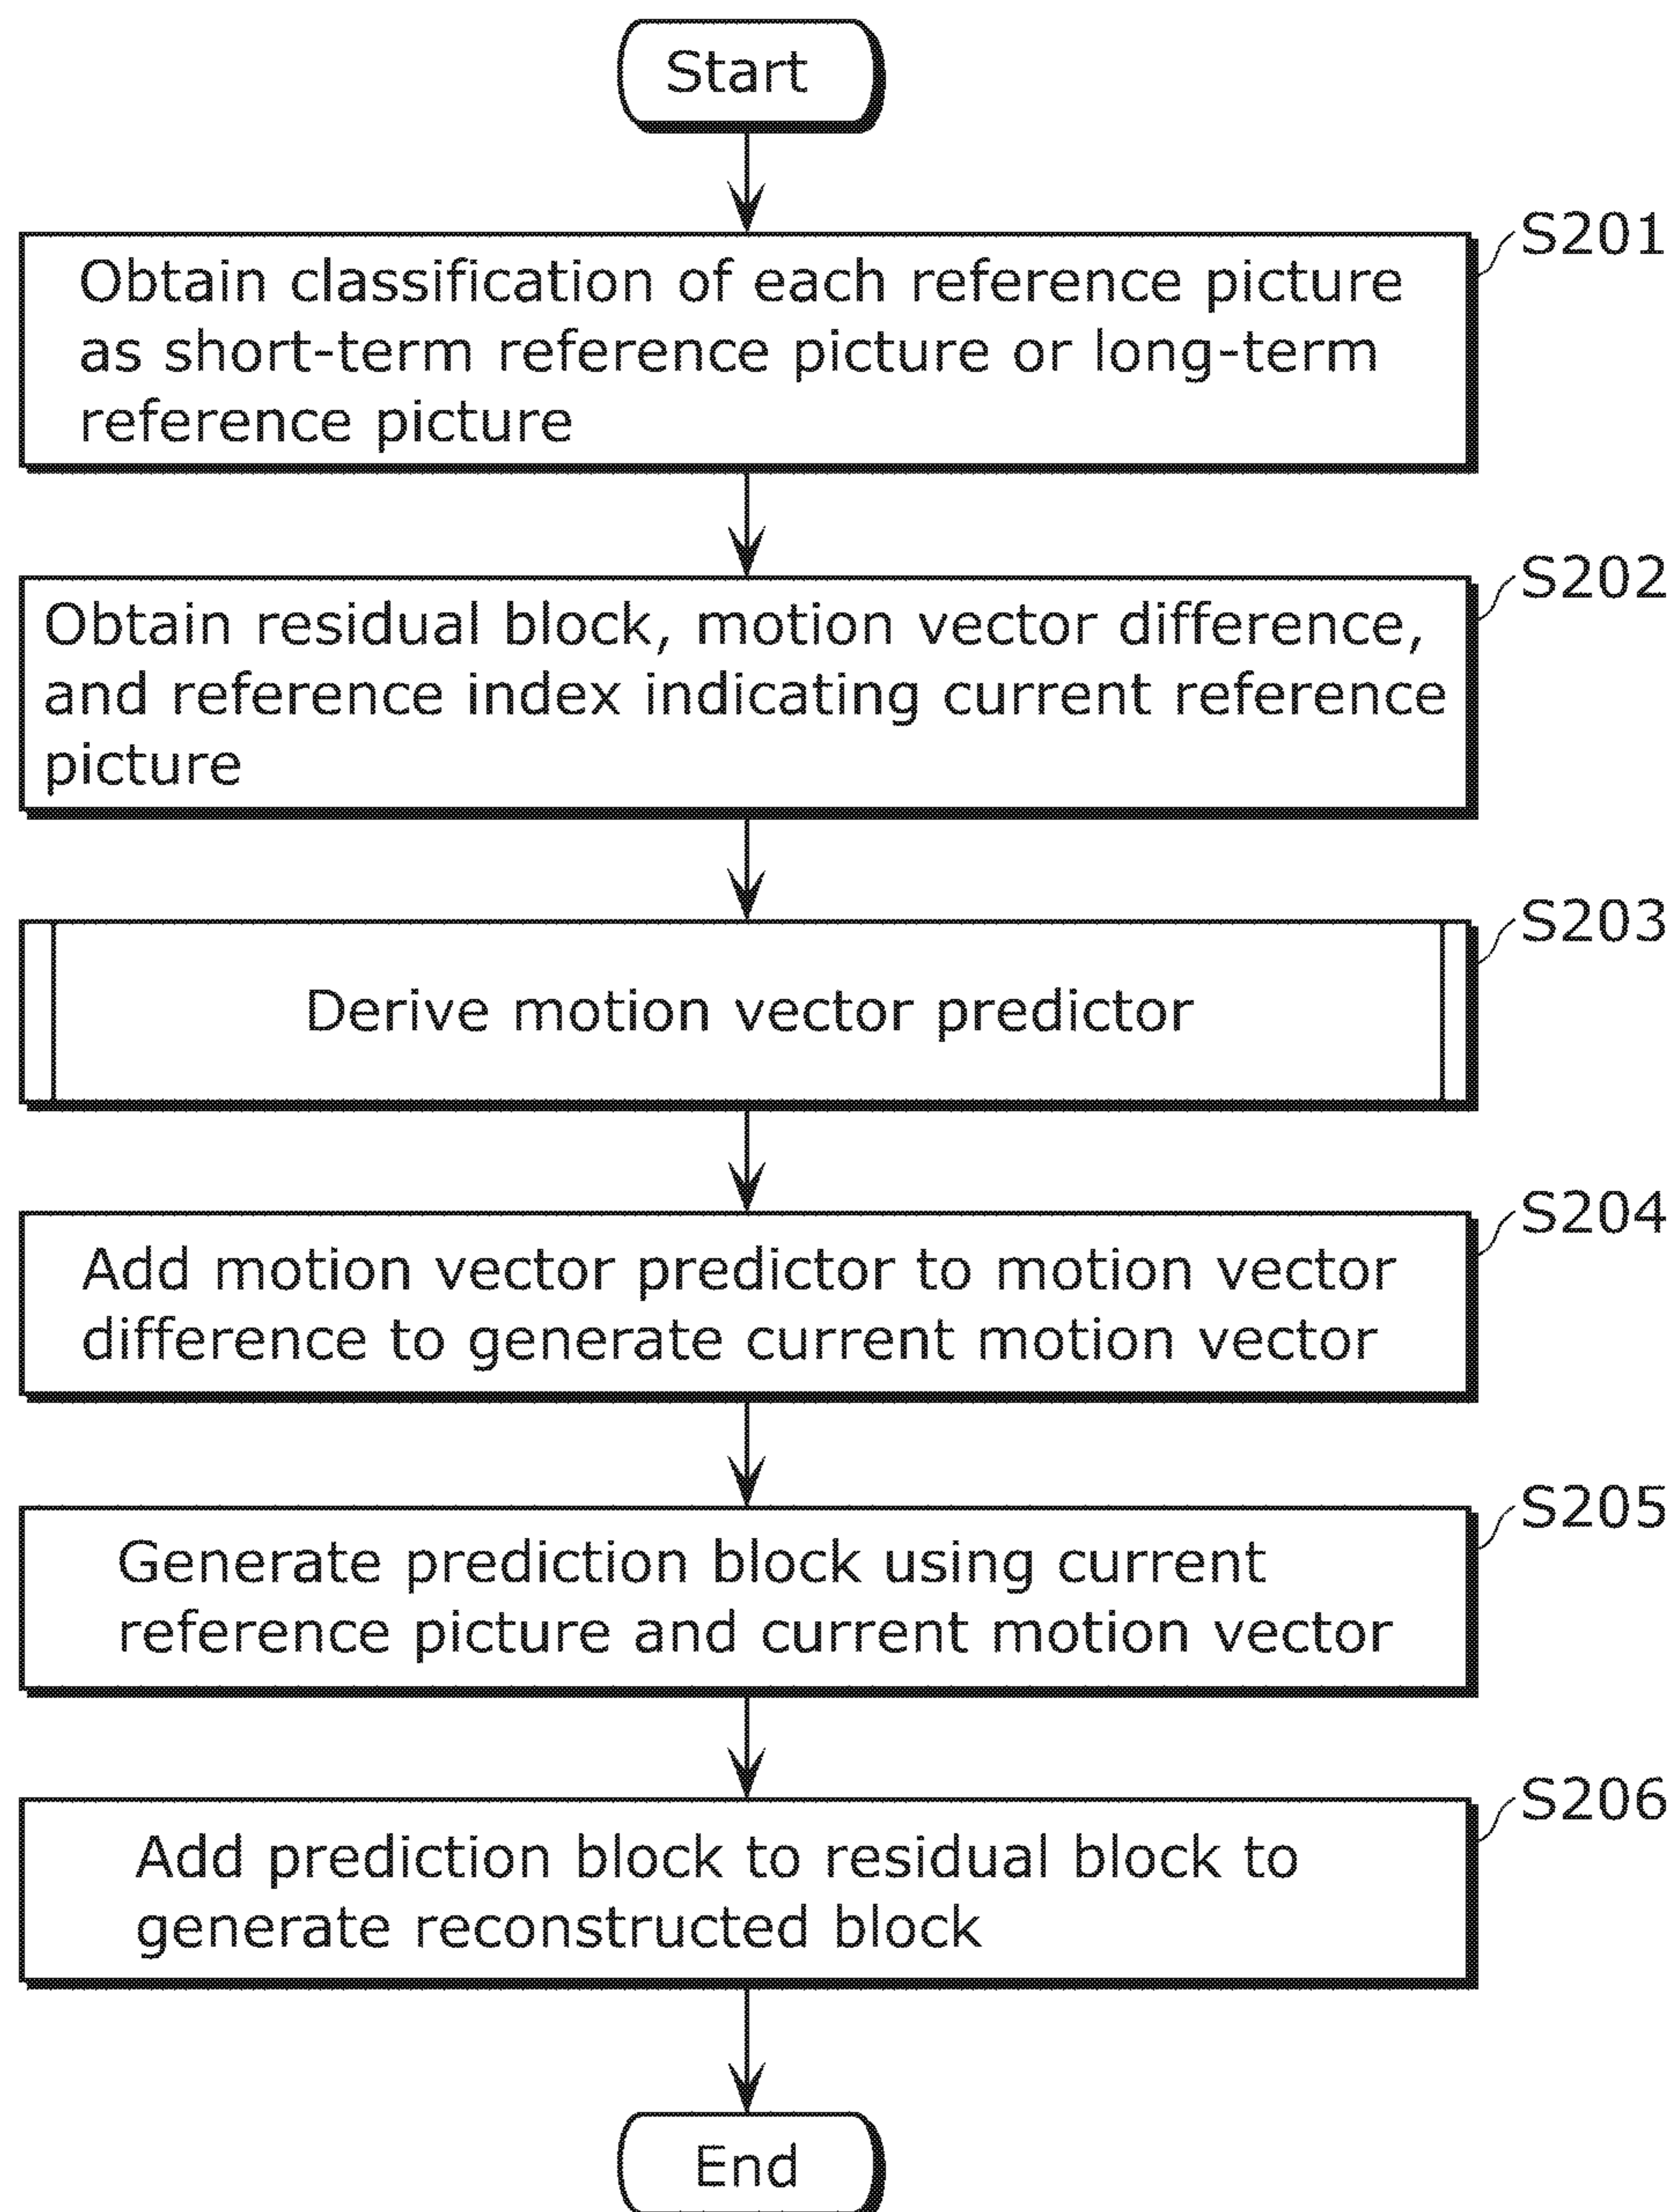 Start
S201
Obtain classification of each reference picture
as short-term reference picture or long-term
reference picture
S202
Obtain residual block, motion vector difference,
and reference index indicating current reference
picture
S203
Derive motion vector predictor
S204
Add motion vector predictor to motion vector
difference to generate current motion vector
S205
Generate prediction block using current
reference picture and current motion vector
S206
Add prediction block to residual block to
generate reconstructed block
End